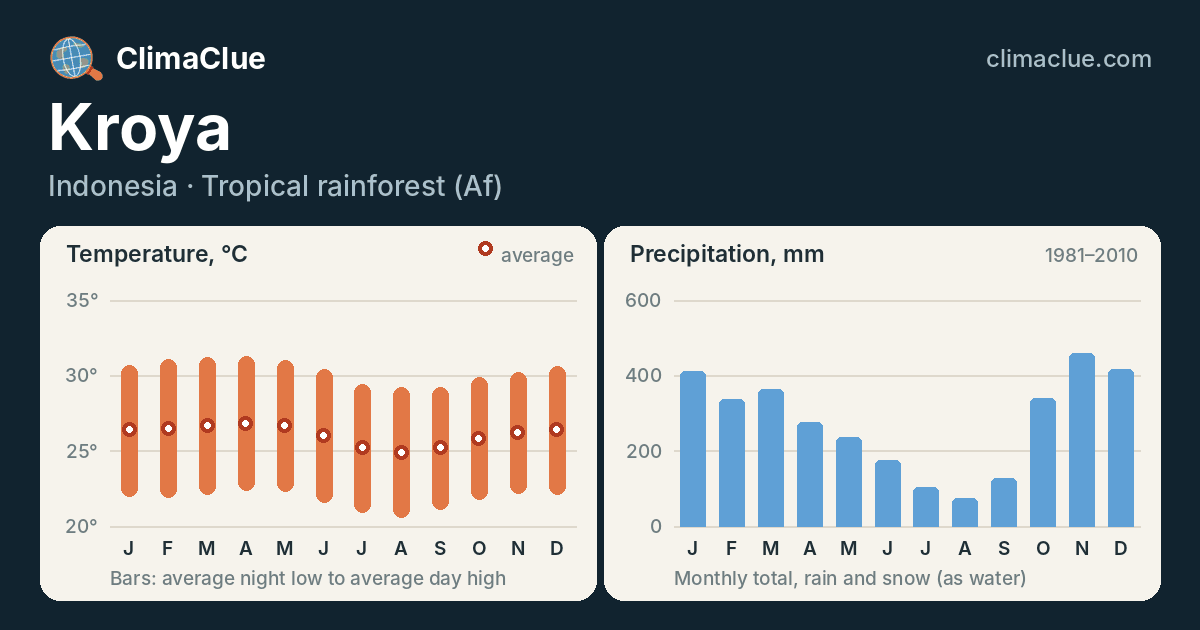 ClimaClue
climaclue.com
Kroya
Indonesia · Tropical rainforest (Af)
Temperature, °C
average
35°
30°
25°
20°
J F M A M J J A S O N D
Bars: average night low to average day high
Precipitation, mm
1981–2010
600
400
200
0
J F M A M J J A S O N D
Monthly total, rain and snow (as water)